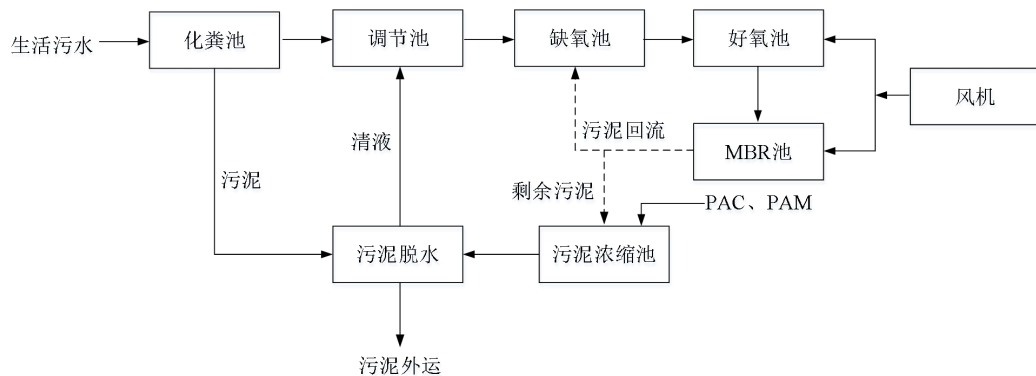 生活污水
化粪池
调节池
缺氧池
好氧池
风机
污泥回流
MBR池
清液
污泥
剩余污泥
PAC、PAM
污泥脱水
污泥浓缩池
污泥外运